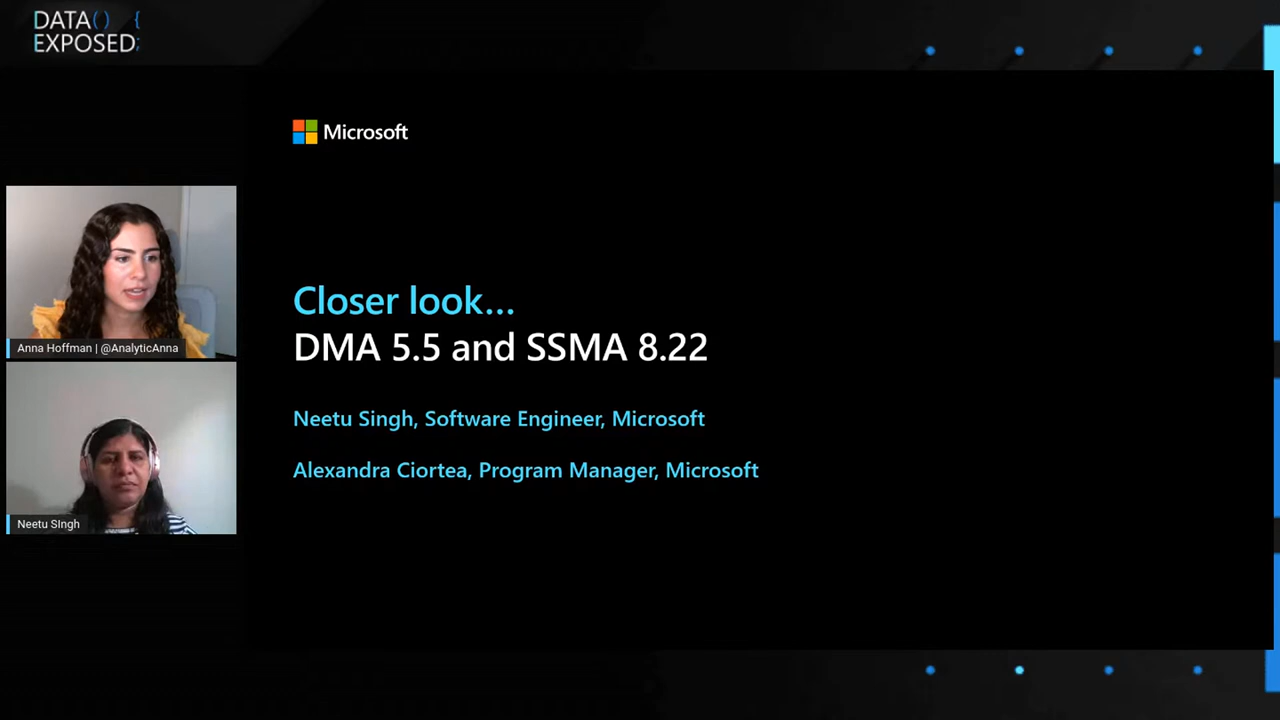 DATA() {
EXPOSED;
Microsoft
Closer look...
DMA 5.5 and SSMA 8.22
Neetu Singh, Software Engineer, Microsoft
Alexandra Ciortea, Program Manager, Microsoft
Anna Hoffman | @AnalyticAnna
Neetu SIngh